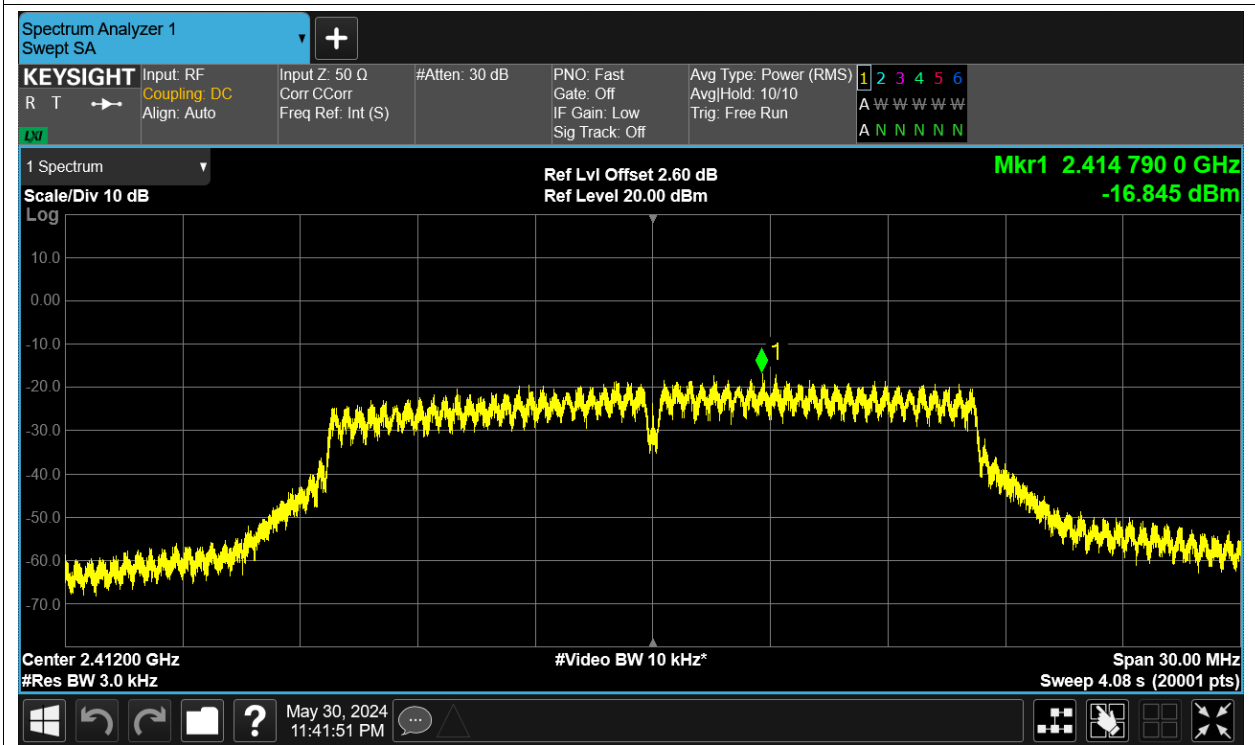 Spectrum Analyzer 1
Swept SA
KEYSIGHT
R T
LXI
Input: RF
Coupling: DC
Align: Auto
Input Z: 50 Ω
Corr CCorr
Freq Ref: Int (S)
#Atten: 30 dB
PNO: Fast
Gate: Off
IF Gain: Low
Sig Track: Off
Avg Type: Power (RMS)
Avg|Hold: 10/10
Trig: Free Run
1 2 3 4 5 6
A W W W W W
A N N N N N
1 Spectrum
Scale/Div 10 dB
Log
Ref Lvl Offset 2.60 dB
Ref Level 20.00 dBm
Mkr1 2.414 790 0 GHz
-16.845 dBm
10.0
0.00
-10.0
1
-20.0
-30.0
-40.0
-50.0
-60.0
-70.0
Center 2.41200 GHz
#Res BW 3.0 kHz
#Video BW 10 kHz*
Span 30.00 MHz
Sweep 4.08 s (20001 pts)
?
May 30, 2024
11:41:51 PM